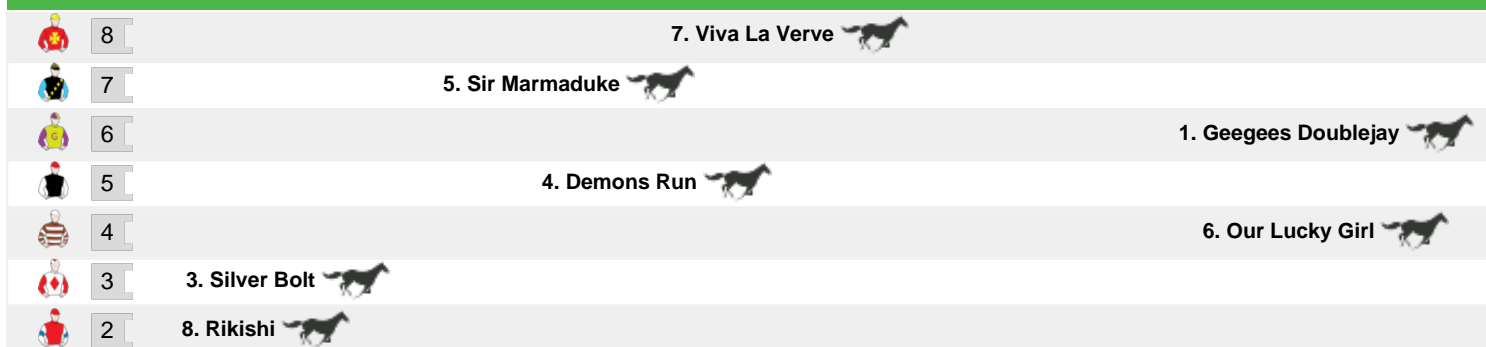 8 7. Viva La Verve
7 5. Sir Marmaduke
G 6 1. Geegees Doublejay
5 4. Demons Run
4 6. Our Lucky Girl
3 3. Silver Bolt
2 8. Rikishi